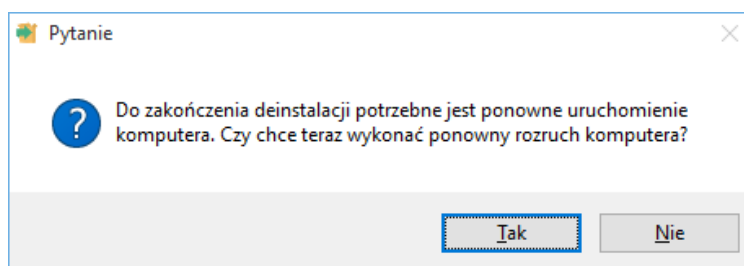 Pytanie
Do zakończenia deinstalacji potrzebne jest ponowne uruchomienie
komputera. Czy chce teraz wykonać ponowny rozruch komputera?
Tak
Nie